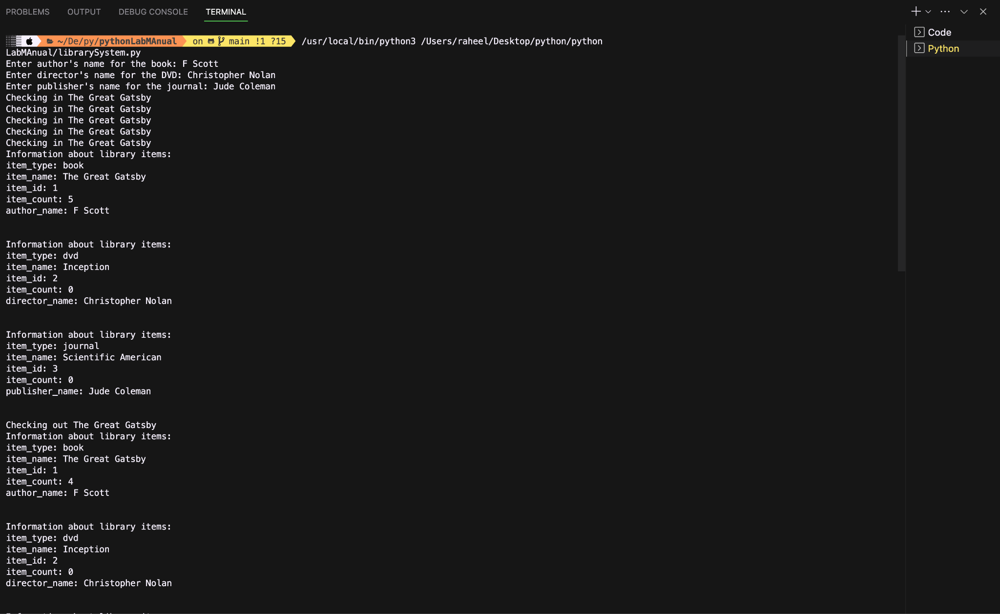 PROBLEMS OUTPUT DEBUG CONSOLE TERMINAL
Code
Python
~/De/py/pythonLabMAnual on main !1 ?15 /usr/local/bin/python3 /Users/raheel/Desktop/python/python
LabMAnual/librarySystem.py
Enter author's name for the book: F Scott
Enter director's name for the DVD: Christopher Nolan
Enter publisher's name for the journal: Jude Coleman
Checking in The Great Gatsby
Checking in The Great Gatsby
Checking in The Great Gatsby
Checking in The Great Gatsby
Checking in The Great Gatsby
Information about library items:
item_type: book
item_name: The Great Gatsby
item_id: 1
item_count: 5
author_name: F Scott
Information about library items:
item_type: dvd
item_name: Inception
item_id: 2
item_count: 0
director_name: Christopher Nolan
Information about library items:
item_type: journal
item_name: Scientific American
item_id: 3
item_count: 0
publisher_name: Jude Coleman
Checking out The Great Gatsby
Information about library items:
item_type: book
item_name: The Great Gatsby
item_id: 1
item_count: 4
author_name: F Scott
Information about library items:
item_type: dvd
item_name: Inception
item_id: 2
item_count: 0
director_name: Christopher Nolan